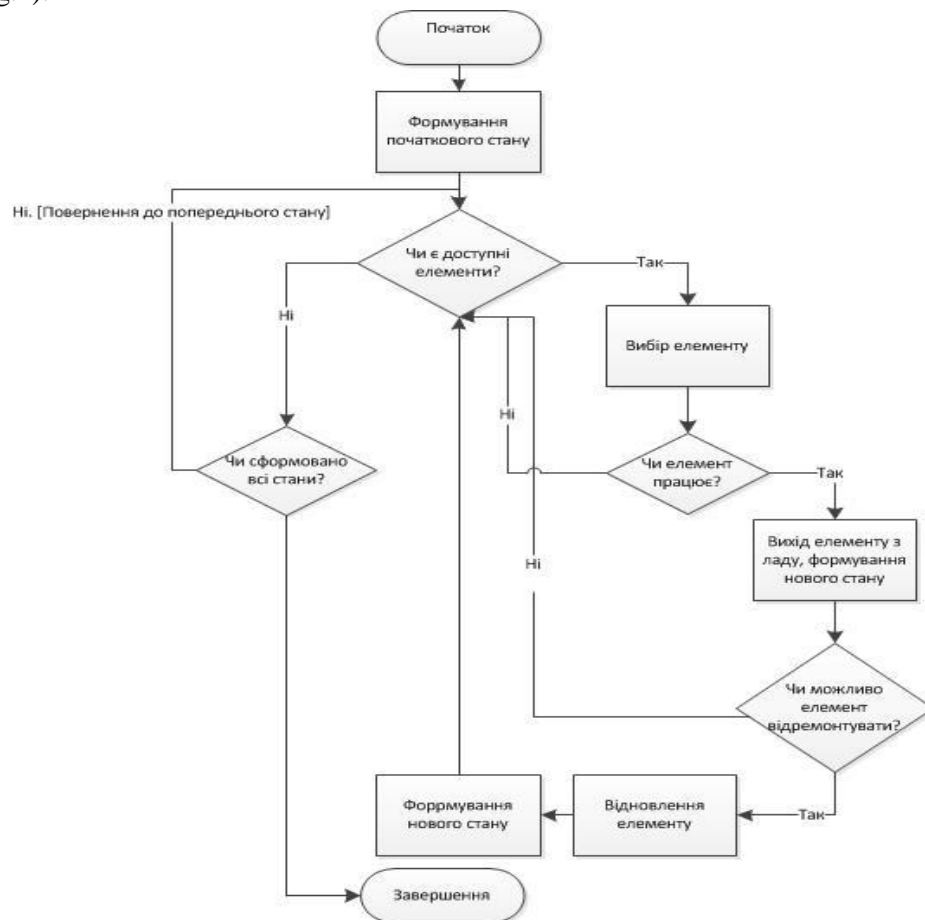 Початок
Формування
початкового стану
Ні. [Повернення до попереднього стану]
Чи є доступні
елементи?
Так
Ні
Вибір елементу
Ні
Чи сформовано
всі стани?
Чи елемент
працює?
Так
Вихід елементу з
ладу, формування
нового стану
Ні
Чи можливо
елемент
відремонтувати?
Форрмування
нового стану
Відновлення
елементу
Так
Завершення